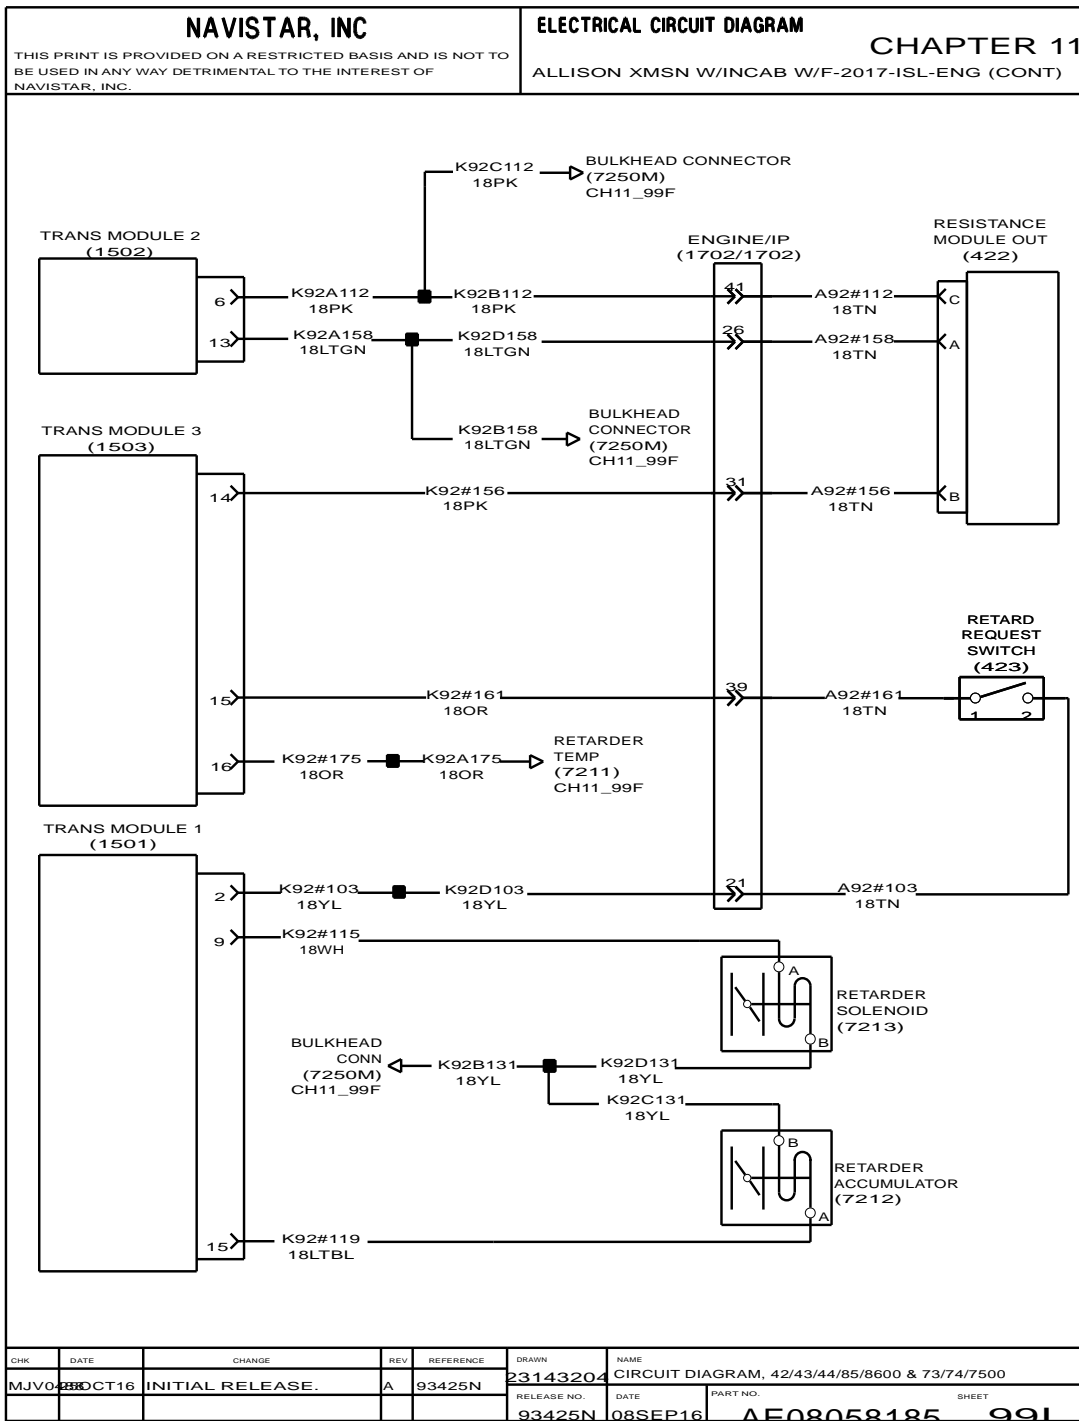 NAVISTAR, INC
THIS PRINT IS PROVIDED ON A RESTRICTED BASIS AND IS NOT TO
BE USED IN ANY WAY DETRIMENTAL TO THE INTEREST OF
NAVISTAR, INC.
ELECTRICAL CIRCUIT DIAGRAM
CHAPTER 11
ALLISON XMSN W/INCAB W/F-2017-ISL-ENG (CONT)
K92C112
18PK
BULKHEAD CONNECTOR
(7250M)
CH11_99F
TRANS MODULE 2
(1502)
ENGINE/IP
(1702/1702)
RESISTANCE
MODULE OUT
(422)
6
K92A112
18PK
K92B112
18PK
41
A92#112
18TN
C
13
K92A158
18LTGN
K92D158
18LTGN
26
A92#158
18TN
A
K92B158
18LTGN
BULKHEAD
CONNECTOR
(7250M)
CH11_99F
TRANS MODULE 3
(1503)
14
K92#156
18PK
31
A92#156
18TN
B
RETARD
REQUEST
SWITCH
(423)
15
K92#161
18OR
39
A92#161
18TN
1
2
16
K92#175
18OR
K92A175
18OR
RETARDER
TEMP
(7211)
CH11_99F
TRANS MODULE 1
(1501)
2
K92#103
18YL
K92D103
18YL
21
A92#103
18TN
9
K92#115
18WH
A
RETARDER
SOLENOID
(7213)
B
BULKHEAD
CONN
(7250M)
CH11_99F
K92B131
18YL
K92D131
18YL
K92C131
18YL
B
RETARDER
ACCUMULATOR
(7212)
A
15
K92#119
18LTBL
CHK DATE CHANGE REV REFERENCE
MJV0 OCT16 INITIAL RELEASE. A 93425N
DRAWN
23143204
NAME
CIRCUIT DIAGRAM, 42/43/44/85/8600 & 73/74/7500
RELEASE NO.
93425N
DATE
08SEP16
PART NO.
AE08058185
SHEET
99L